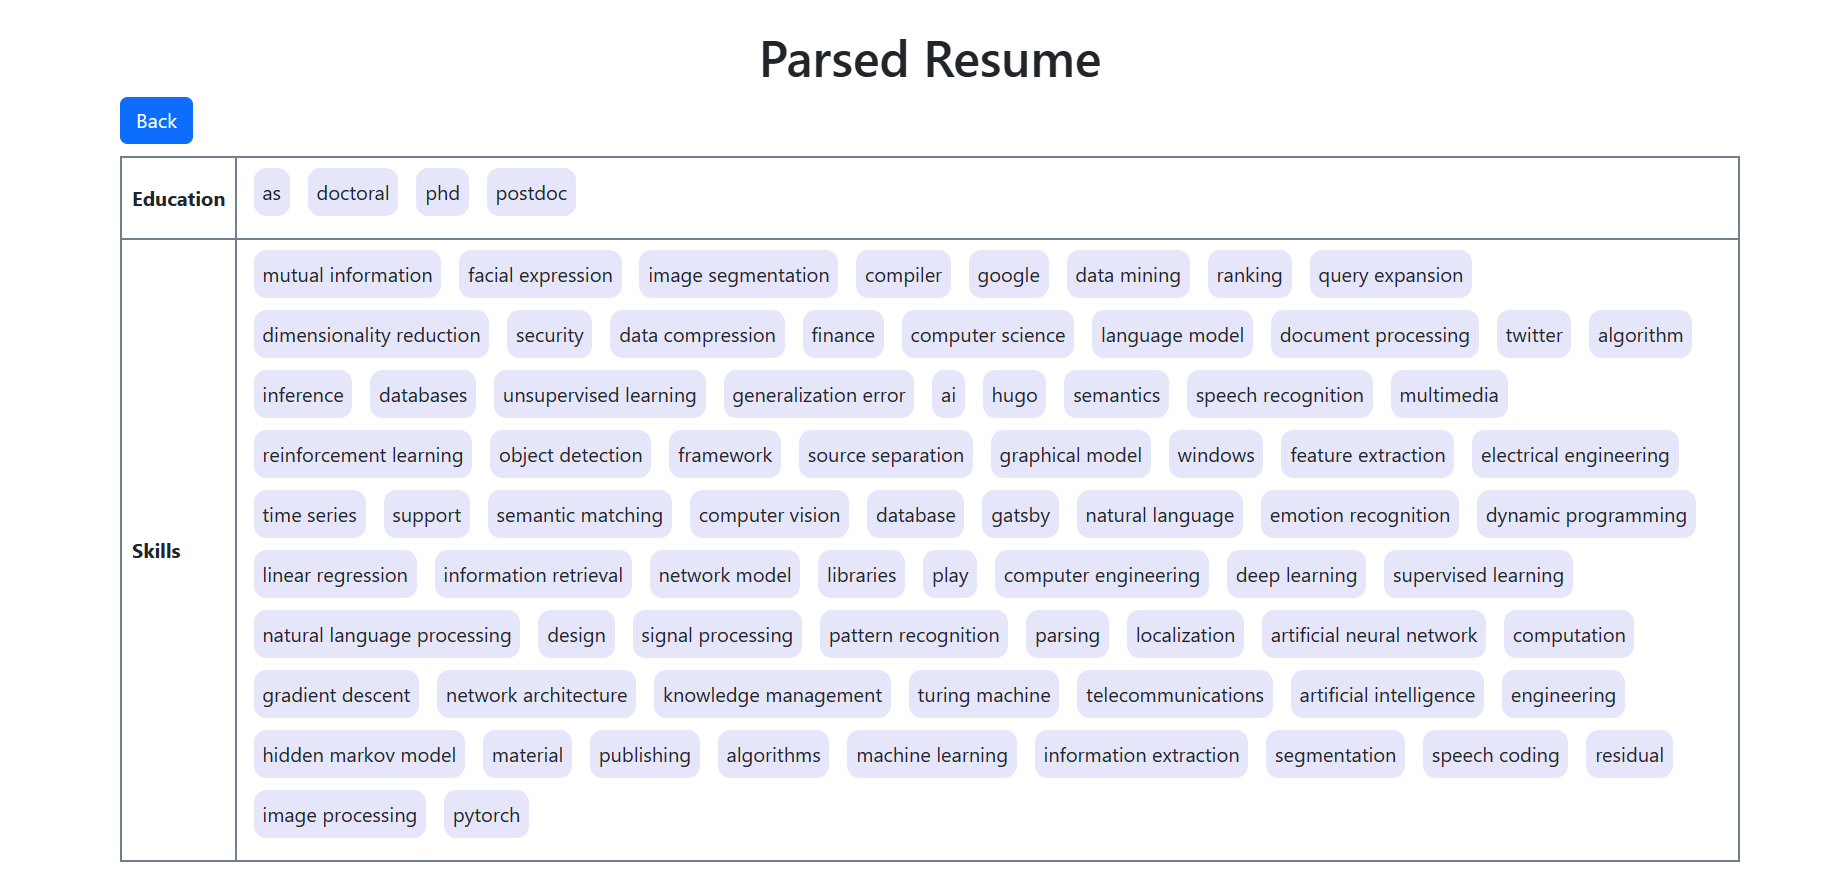 Parsed Resume
Back
Education as doctoral phd postdoc
mutual information facial expression image segmentation compiler google data mining ranking query expansion
dimensionality reduction security data compression finance computer science language model document processing twitter algorithm
inference databases unsupervised learning generalization error ai hugo semantics speech recognition multimedia
reinforcement learning object detection framework source separation graphical model windows feature extraction electrical engineering
time series support semantic matching computer vision database gatsby natural language emotion recognition dynamic programming
Skills
linear regression information retrieval network model libraries play computer engineering deep learning supervised learning
natural language processing design signal processing pattern recognition parsing localization artificial neural network computation
gradient descent network architecture knowledge management turing machine telecommunications artificial intelligence engineering
hidden markov model material publishing algorithms machine learning information extraction segmentation speech coding residual
image processing pytorch